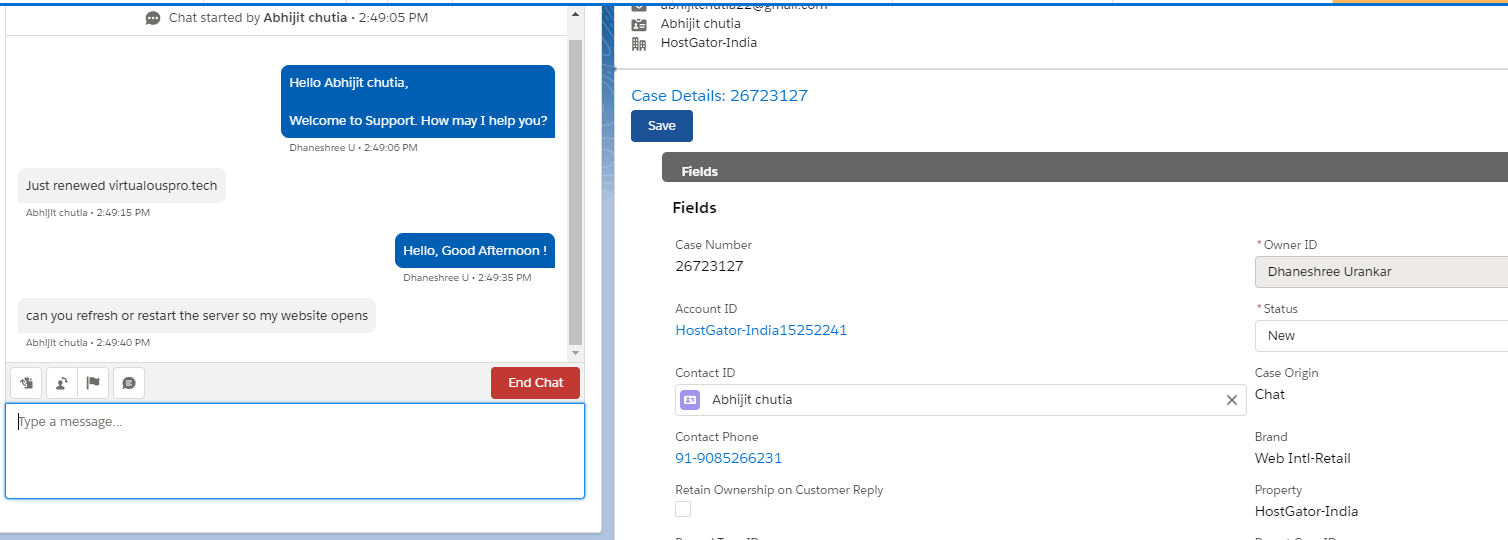 Chat started by Abhijit chutia • 2:49:05 PM
Hello Abhijit chutia,
Welcome to Support. How may I help you?
Dhaneshree U • 2:49:06 PM
Just renewed virtualouspro.tech
Abhijit chutia • 2:49:15 PM
Hello, Good Afternoon !
Dhaneshree U • 2:49:35 PM
can you refresh or restart the server so my website opens
Abhijit chutia • 2:49:40 PM
End Chat
Type a message...
abhijitchutia22@gmail.com
Abhijit chutia
HostGator-India
Case Details: 26723127
Save
Fields
Fields
Case Number
26723127
* Owner ID
Dhaneshree Urankar
Account ID
HostGator-India15252241
* Status
New
Contact ID
Abhijit chutia
Case Origin
Chat
Contact Phone
91-9085266231
Brand
Web Intl-Retail
Retain Ownership on Customer Reply
Property
HostGator-India